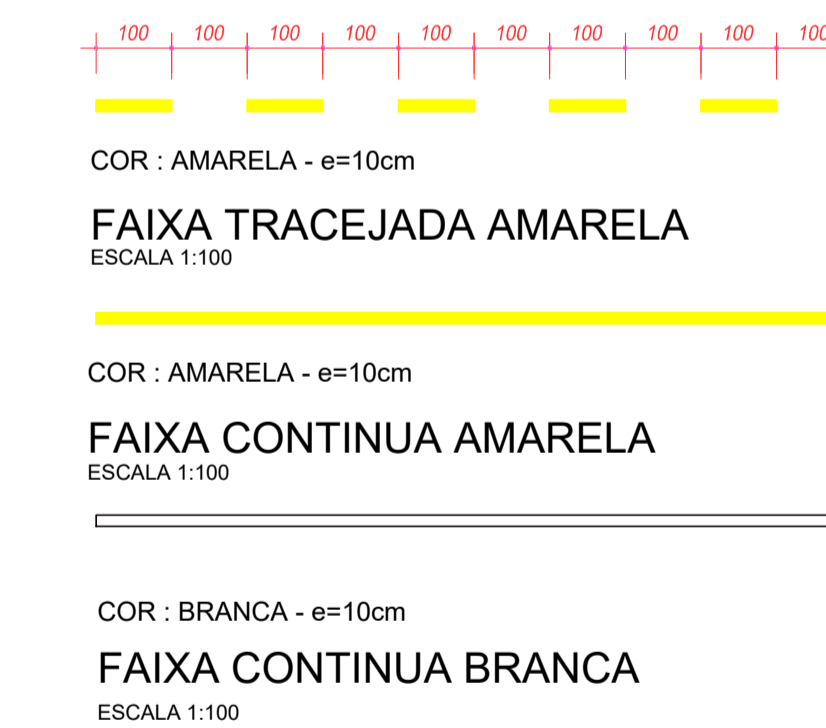 100 100 100 100 100 100 100 100 100 100
COR : AMARELA - e=10cm
FAIXA TRACEJADA AMARELA
ESCALA 1:100
COR : AMARELA - e=10cm
FAIXA CONTINUA AMARELA
ESCALA 1:100
COR : BRANCA - e=10cm
FAIXA CONTINUA BRANCA
ESCALA 1:100